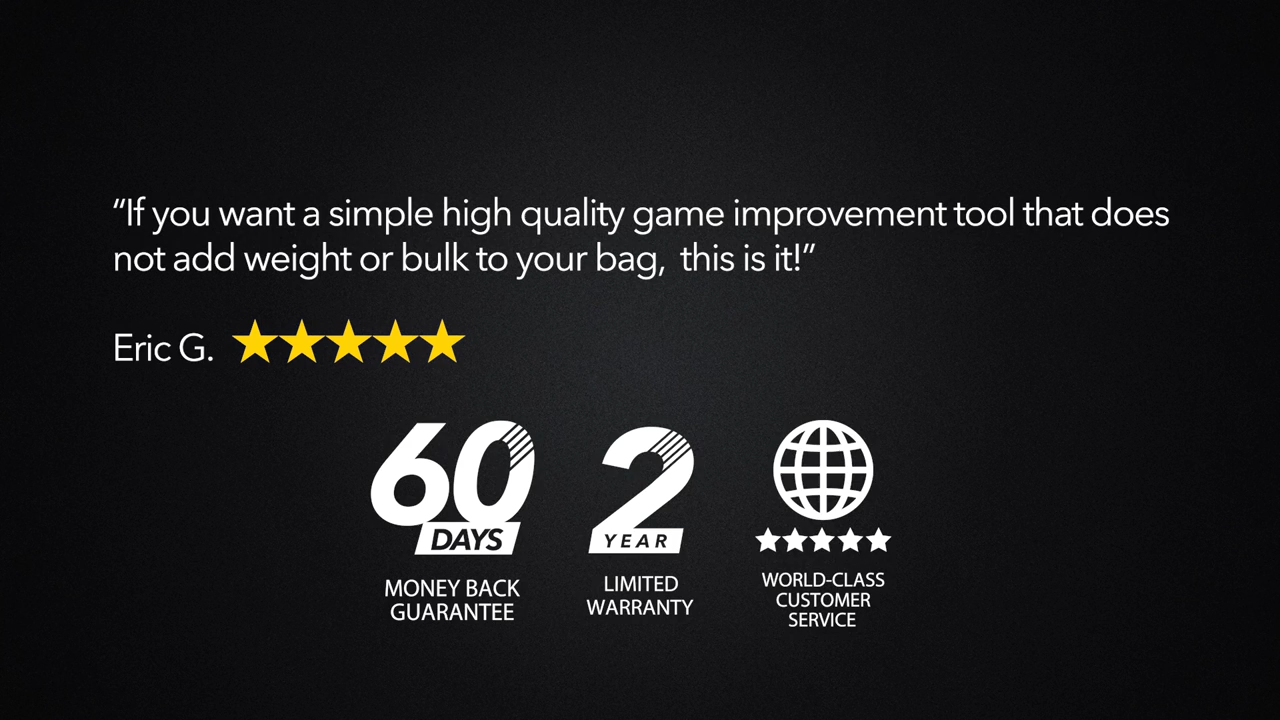 “If you want a simple high quality game improvement tool that does
not add weight or bulk to your bag,  this is it!”
Eric G.
60
DAYS
MONEY BACK
GUARANTEE
2
YEAR
LIMITED
WARRANTY
WORLD-CLASS
CUSTOMER
SERVICE